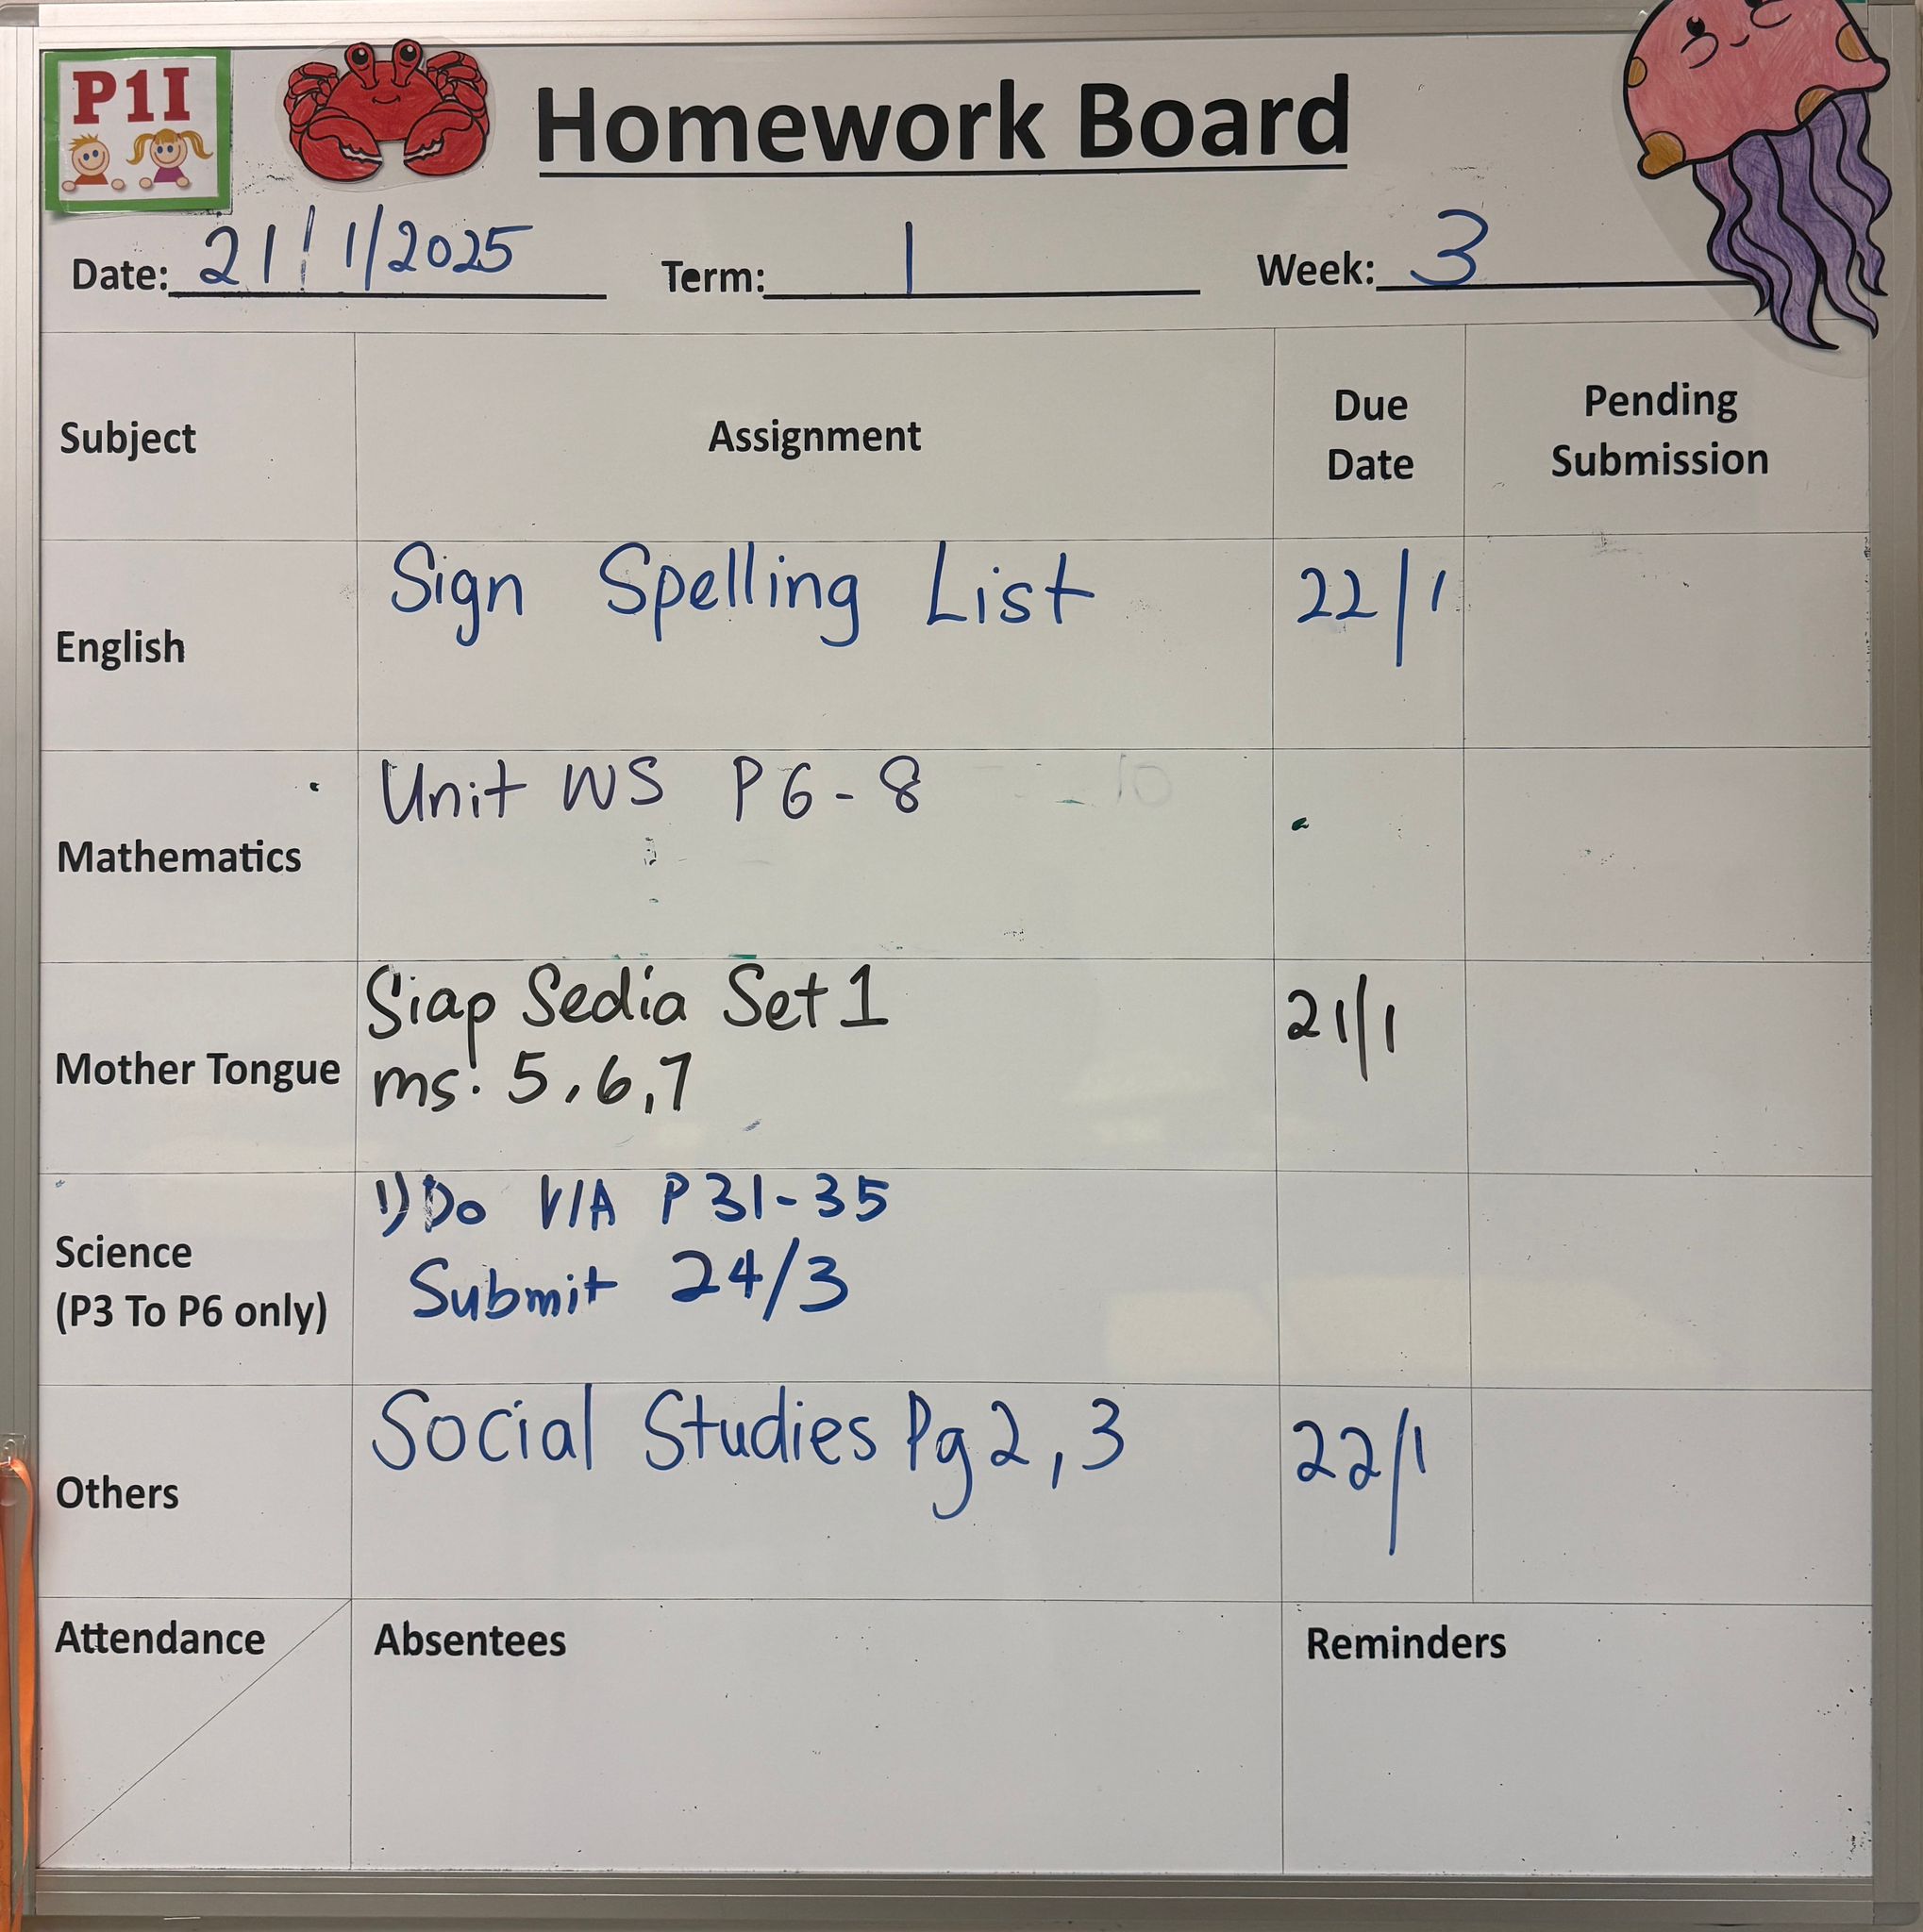 P1I
Homework Board
Date: 21/1/2025 Term: 1 Week: 3
Subject Assignment Due Date Pending Submission
English Sign Spelling List 22/1
Mathematics Unit WS P6-8
Mother Tongue Siap Sedia Set 1 21/1
ms: 5,6,7
Science (P3 To P6 only) 1) Do V/A P31-35
Submit 24/3
Others Social Studies Pg 2, 3 22/1
Attendance Absentees Reminders